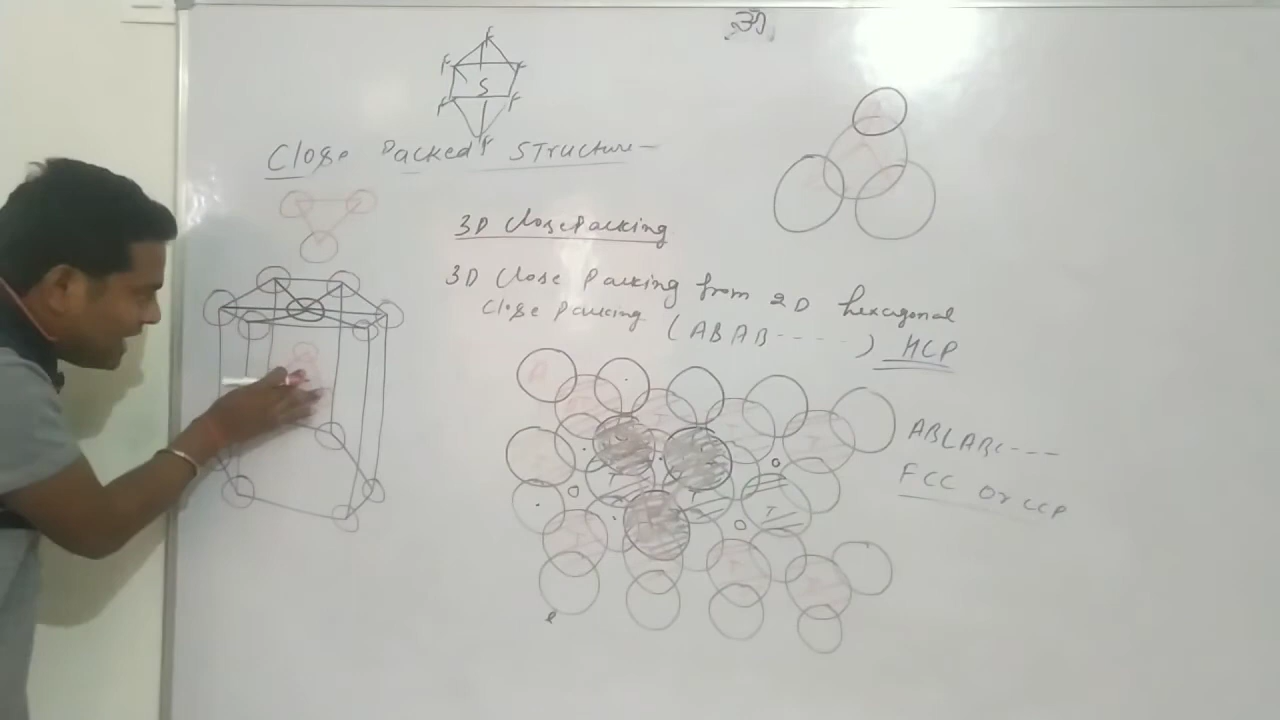 F
F F
S
F F
F
Close Packed Structure-
3D Close Packing
3D Close Packing from 2D hexagonal
Close Packing (ABAB----) HCP
ABCABC---
FCC or CCP
T
T
T
T
T
T
O
O
O